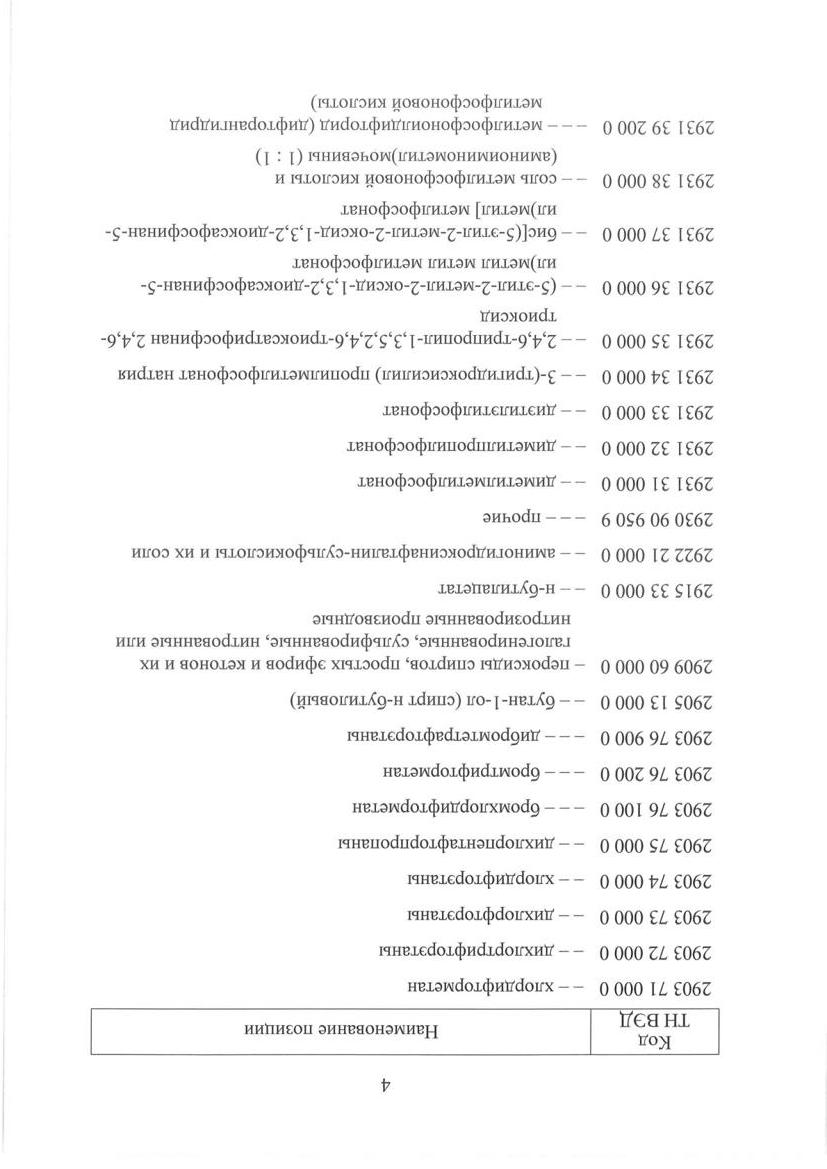 4
Код
ТН ВЭД
Наименование позиции
2903 71 000 0 – – хлордифторметан
2903 72 000 0 – – дихлортрифторэтаны
2903 73 000 0 – – дихлорфторэтаны
2903 74 000 0 – – хлордифторэтаны
2903 75 000 0 – – дихлорпентафторпропаны
2903 76 100 0 – – – бромхлордифторметан
2903 76 200 0 – – – бромтрифторметан
2903 76 900 0 – – – дибромтетрафторэтаны
2905 13 000 0 – – бутан-1-ол (спирт н-бутиловый)
2909 60 000 0 – пероксиды спиртов, простых эфиров и кетонов и их
галогенированные, сульфированные, нитрованные или
нитрозированные производные
2915 33 000 0 – – н-бутилацетат
2922 21 000 0 – – аминогидроксинафталин-сульфокислоты и их соли
2930 90 950 9 – – – прочие
2931 31 000 0 – – диметилметилфосфонат
2931 32 000 0 – – диметилпропилфосфонат
2931 33 000 0 – – диэтилэтилфосфонат
2931 34 000 0 – – 3-(тригидроксисилил) пропилметилфосфонат натрия
2931 35 000 0 – – 2,4,6-трипропил-1,3,5,2,4,6-триоксатрифосфинан 2,4,6-
триоксид
2931 36 000 0 – – (5-этил-2-метил-2-оксид-1,3,2-диоксафосфинан-5-
ил)метил метил метилфосфонат
2931 37 000 0 – – бис[(5-этил-2-метил-2-оксид-1,3,2-диоксафосфинан-5-
ил)метил] метилфосфонат
2931 38 000 0 – – соль метилфосфоновой кислоты и
(аминоиминометил)мочевины (1 : 1)
2931 39 200 0 – – – метилфосфоноилдифторид (дифторангидрид
метилфосфоновой кислоты)